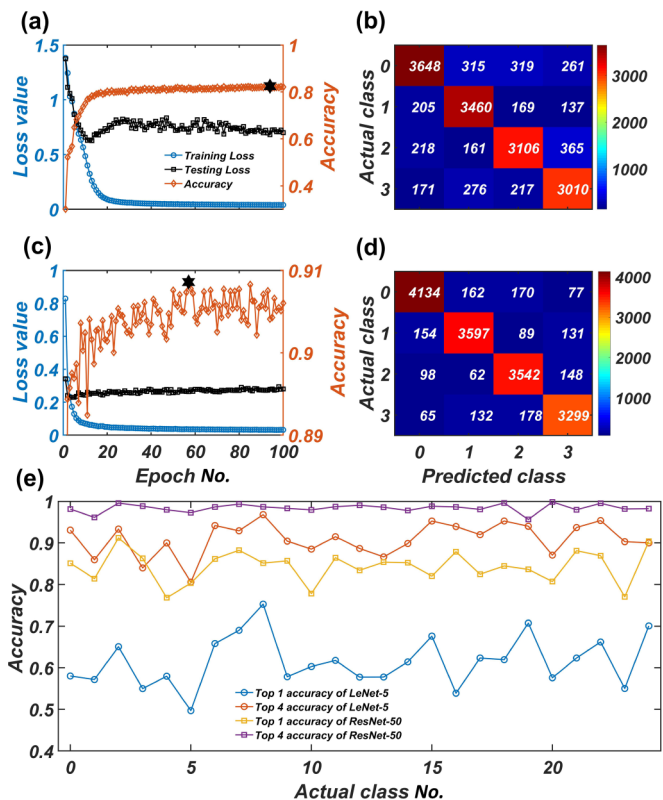 (a)
1.5
1
0.5
0
Loss value
1
0.8
0.6
0.4
Accuracy
Training Loss
Testing Loss
Accuracy
0 20 40 60 80 100
(b)
Actual class
0 3648 315 319 261
1 205 3460 169 137
2 218 161 3106 365
3 171 276 217 3010
3000
2000
1000
(c)
1
0.8
0.6
0.4
0.2
0
Loss value
0.91
0.9
0.89
Accuracy
0 20 40 60 80 100
Epoch No.
(d)
Actual class
0 4134 162 170 77
1 154 3597 89 131
2 98 62 3542 148
3 65 132 178 3299
0 1 2 3
Predicted class
4000
3000
2000
1000
(e)
1
0.9
0.8
0.7
0.6
0.5
0.4
Accuracy
Top 1 accuracy of LeNet-5
Top 4 accuracy of LeNet-5
Top 1 accuracy of ResNet-50
Top 4 accuracy of ResNet-50
0 5 10 15 20
Actual class No.